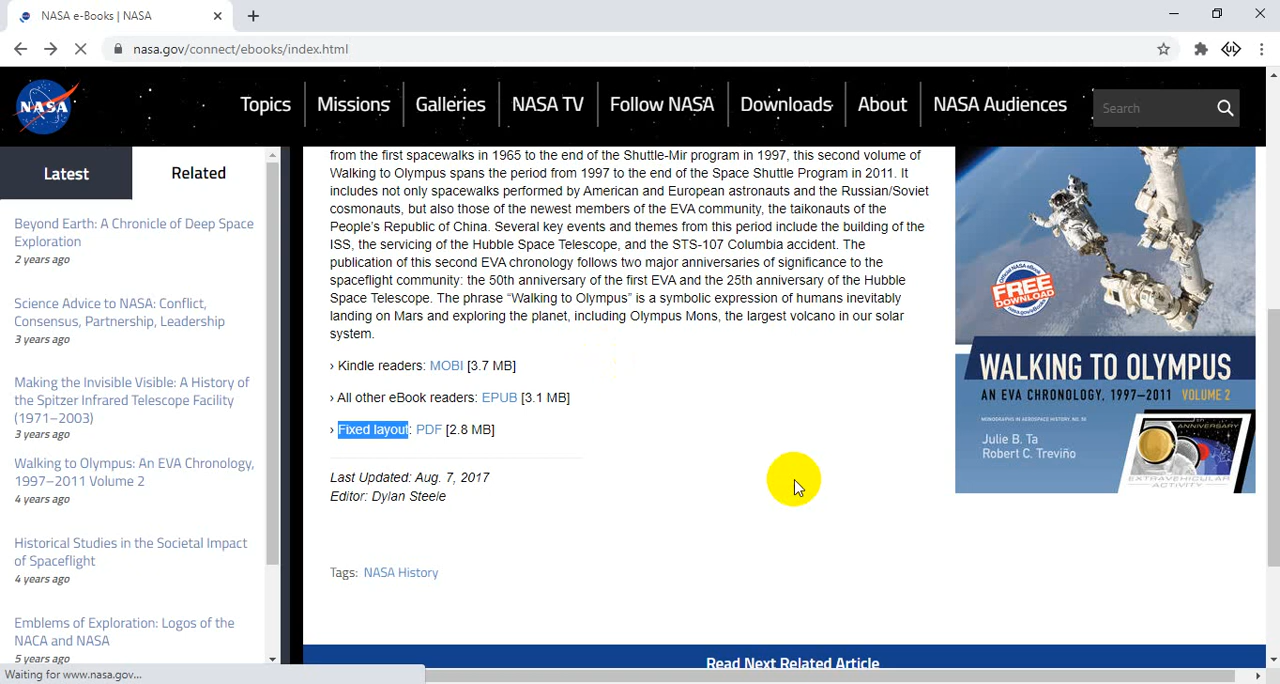 NASA e-Books | NASA
nasa.gov/connect/ebooks/index.html
NASA
Topics
Missions
Galleries
NASA TV
Follow NASA
Downloads
About
NASA Audiences
Search
Latest
Related
Beyond Earth: A Chronicle of Deep Space
Exploration
2 years ago
Science Advice to NASA: Conflict,
Consensus, Partnership, Leadership
3 years ago
Making the Invisible Visible: A History of
the Spitzer Infrared Telescope Facility
(1971–2003)
3 years ago
Walking to Olympus: An EVA Chronology,
1997–2011 Volume 2
4 years ago
Historical Studies in the Societal Impact
of Spaceflight
4 years ago
Emblems of Exploration: Logos of the
NACA and NASA
5 years ago
from the first spacewalks in 1965 to the end of the Shuttle-Mir program in 1997, this second volume of
Walking to Olympus spans the period from 1997 to the end of the Space Shuttle Program in 2011. It
includes not only spacewalks performed by American and European astronauts and the Russian/Soviet
cosmonauts, but also those of the newest members of the EVA community, the taikonauts of the
People's Republic of China. Several key events and themes from this period include the building of the
ISS, the servicing of the Hubble Space Telescope, and the STS-107 Columbia accident. The
publication of this second EVA chronology follows two major anniversaries of significance to the
spaceflight community: the 50th anniversary of the first EVA and the 25th anniversary of the Hubble
Space Telescope. The phrase “Walking to Olympus” is a symbolic expression of humans inevitably
landing on Mars and exploring the planet, including Olympus Mons, the largest volcano in our solar
system.
› Kindle readers: MOBI [3.7 MB]
› All other eBook readers: EPUB [3.1 MB]
› Fixed layout: PDF [2.8 MB]
Last Updated: Aug. 7, 2017
Editor: Dylan Steele
Tags: NASA History
Read Next Related Article
FREE
DOWNLOAD
WALKING TO OLYMPUS
AN EVA CHRONOLOGY, 1997–2011 VOLUME 2
MONOGRAPHS IN AEROSPACE HISTORY, NO. 50
Julie B. Ta
Robert C. Treviño
ANNIVERSARY
EXTRAVEHICULAR
ACTIVITY
Waiting for www.nasa.gov...